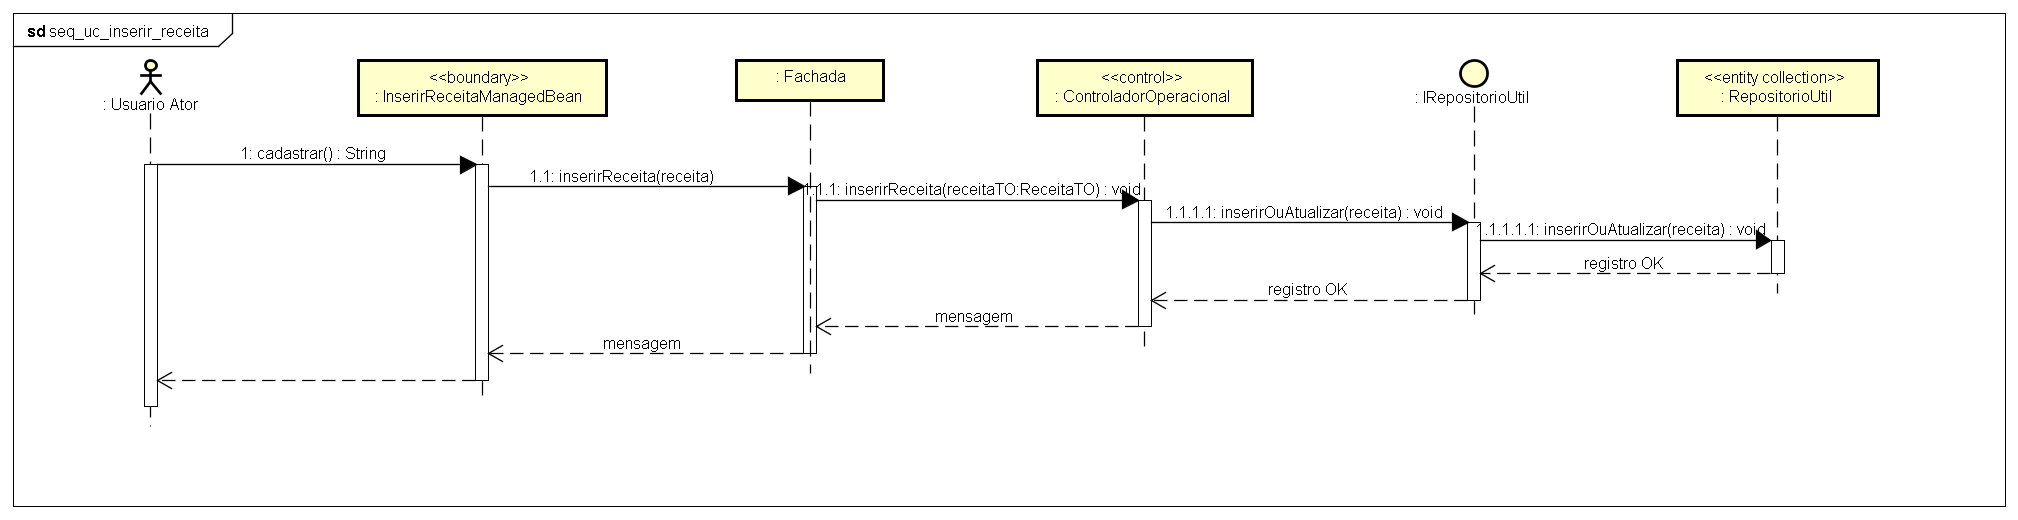 sd seq_uc_inserir_receita
: Usuario Ator
<<boundary>>
: InserirReceitaManagedBean
: Fachada
<<control>>
: ControladorOperacional
: IRepositorioUtil
<<entity collection>>
: RepositorioUtil
1: cadastrar() : String
1.1: inserirReceita(receita)
1.1.1: inserirReceita(receitaTO:ReceitaTO) : void
1.1.1.1: inserirOuAtualizar(receita) : void
1.1.1.1.1: inserirOuAtualizar(receita) : void
registro OK
registro OK
mensagem
mensagem